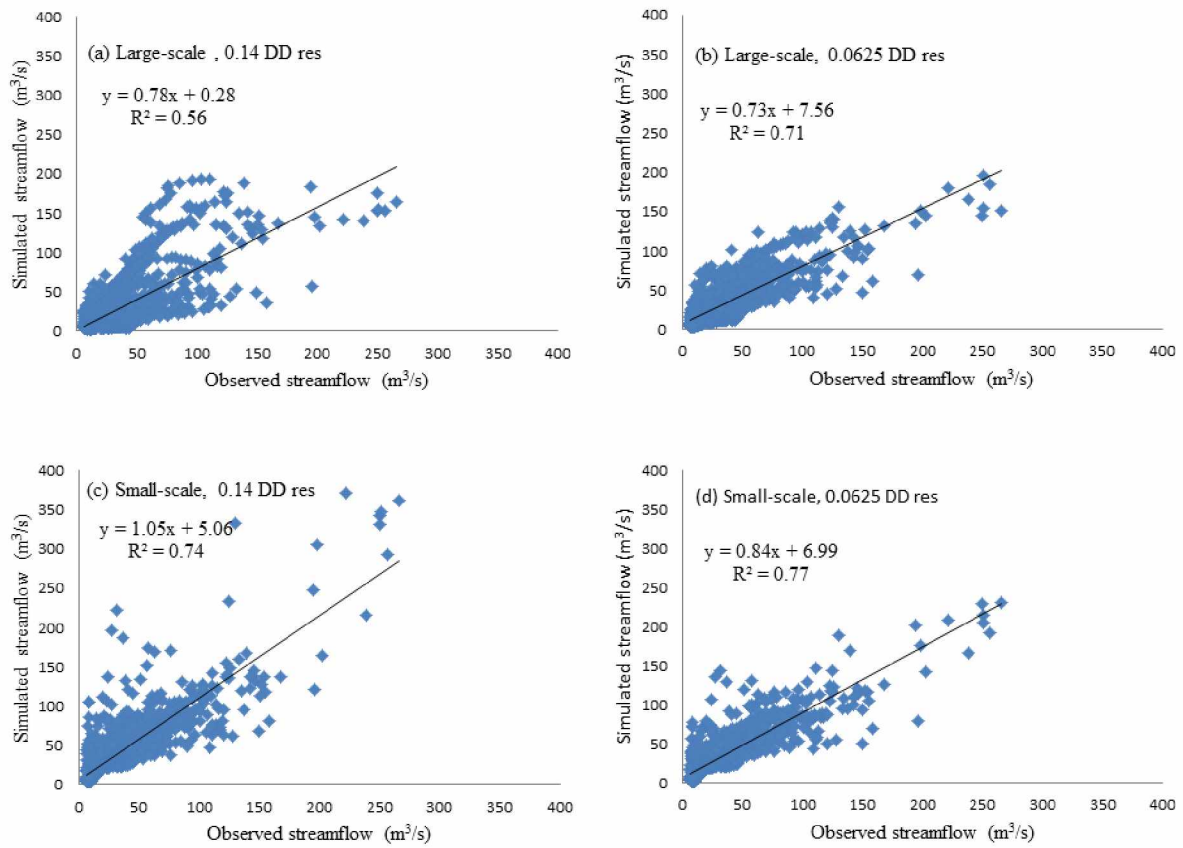 400
350
300
250
200
150
100
50
0
Simulated streamflow (m³/s)
(a) Large-scale , 0.14 DD res
y = 0.78x + 0.28
R² = 0.56
0 50 100 150 200 250 300 350 400
Observed streamflow (m³/s)
400
350
300
250
200
150
100
50
0
Simulated streamflow (m³/s)
(b) Large-scale, 0.0625 DD res
y = 0.73x + 7.56
R² = 0.71
0 50 100 150 200 250 300 350 400
Observed streamflow (m³/s)
400
350
300
250
200
150
100
50
0
Simulated streamflow (m³/s)
(c) Small-scale, 0.14 DD res
y = 1.05x + 5.06
R² = 0.74
0 50 100 150 200 250 300 350 400
Observed streamflow (m³/s)
400
350
300
250
200
150
100
50
0
Simulated streamflow (m³/s)
(d) Small-scale, 0.0625 DD res
y = 0.84x + 6.99
R² = 0.77
0 50 100 150 200 250 300 350 400
Observed streamflow (m³/s)